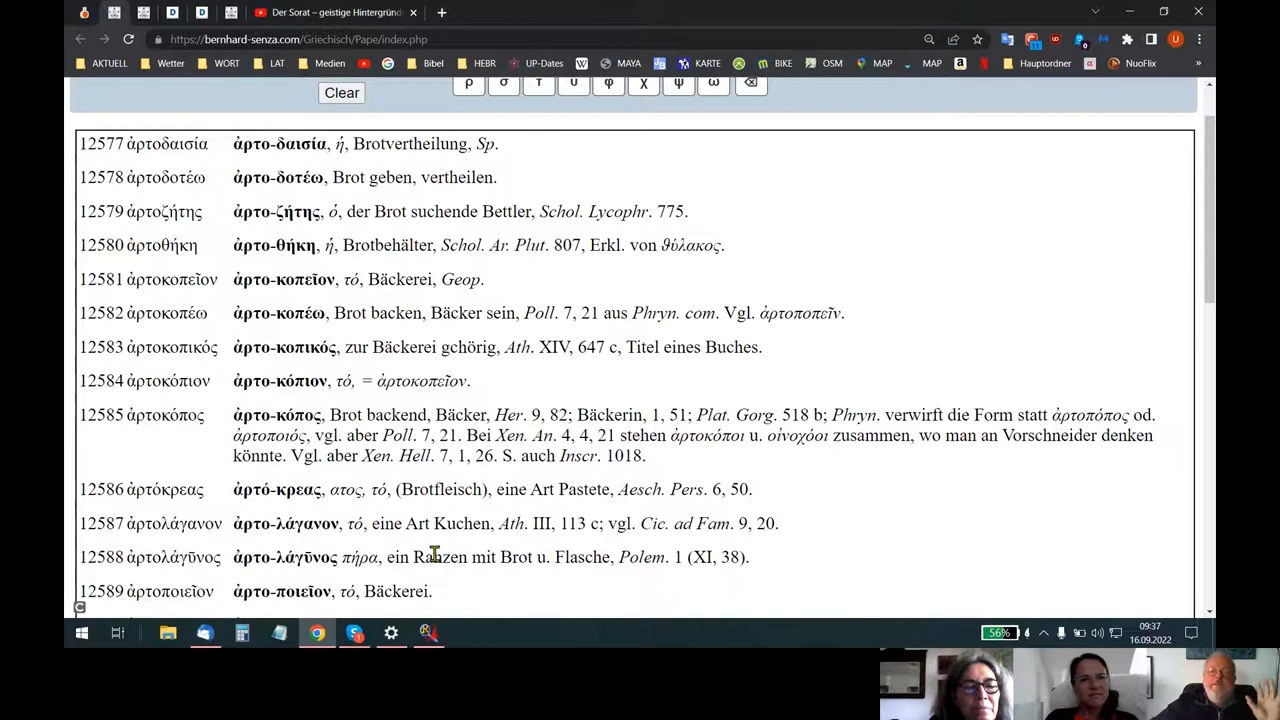 Der Sorat – geistige Hintergründ
https://bernhard-senza.com/Griechisch/Pape/index.php
AKTUELL Wetter WORT LAT Medien Bibel HEBR UP-Dates MAYA KARTE BIKE OSM MAP MAP Hauptordner NuoFlix »
Clear ρ σ τ υ φ χ ψ ω
12577 ἀρτοδαισία ἀρτο-δαισία, ἡ, Brotvertheilung, Sp.
12578 ἀρτοδοτέω ἀρτο-δοτέω, Brot geben, vertheilen.
12579 ἀρτοζήτης ἀρτο-ζήτης, ὁ, der Brot suchende Bettler, Schol. Lycophr. 775.
12580 ἀρτοθήκη ἀρτο-θήκη, ἡ, Brotbehälter, Schol. Ar. Plut. 807, Erkl. von θύλακος.
12581 ἀρτοκοπεῖον ἀρτο-κοπεῖον, τό, Bäckerei, Geop.
12582 ἀρτοκοπέω ἀρτο-κοπέω, Brot backen, Bäcker sein, Poll. 7, 21 aus Phryn. com. Vgl. ἀρτοποπεῖν.
12583 ἀρτοκοπικός ἀρτο-κοπικός, zur Bäckerei gchörig, Ath. XIV, 647 c, Titel eines Buches.
12584 ἀρτοκόπιον ἀρτο-κόπιον, τό, = ἀρτοκοπεῖον.
12585 ἀρτοκόπος ἀρτο-κόπος, Brot backend, Bäcker, Her. 9, 82; Bäckerin, 1, 51; Plat. Gorg. 518 b; Phryn. verwirft die Form statt ἀρτοπόπος od.
ἀρτοποιός, vgl. aber Poll. 7, 21. Bei Xen. An. 4, 4, 21 stehen ἀρτοκόποι u. οἰνοχόοι zusammen, wo man an Vorschneider denken
könnte. Vgl. aber Xen. Hell. 7, 1, 26. S. auch Inscr. 1018.
12586 ἀρτόκρεας ἀρτό-κρεας, ατος, τό, (Brotfleisch), eine Art Pastete, Aesch. Pers. 6, 50.
12587 ἀρτολάγανον ἀρτο-λάγανον, τό, eine Art Kuchen, Ath. III, 113 c; vgl. Cic. ad Fam. 9, 20.
12588 ἀρτολάγῡνος ἀρτο-λάγῡνος πήρα, ein Ranzen mit Brot u. Flasche, Polem. 1 (XI, 38).
12589 ἀρτοποιεῖον ἀρτο-ποιεῖον, τό, Bäckerei.
56% 09:37
16.09.2022